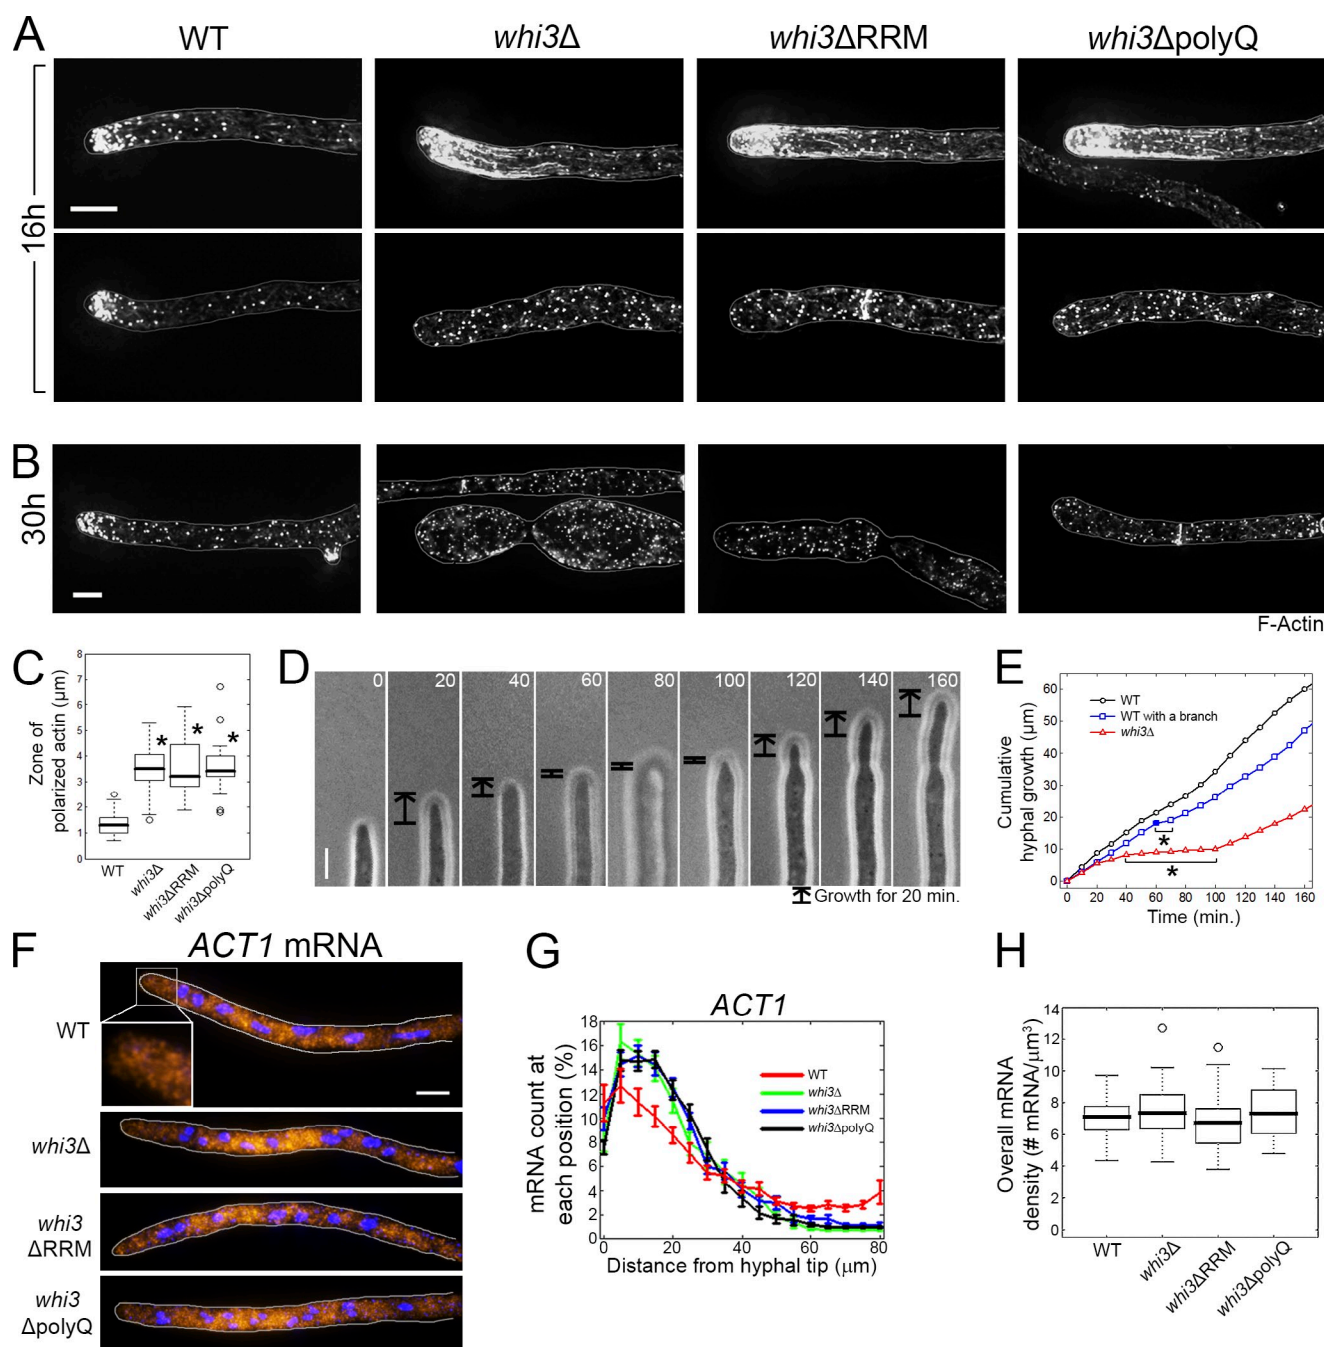 A
WT
whi3Δ
whi3ΔRRM
whi3ΔpolyQ
16h
B
30h
F-Actin
C
Zone of
polarized actin (μm)
8
7
6
5
4
3
2
1
0
*
*
*
WT
whi3Δ
whi3ΔRRM
whi3ΔpolyQ
D
0
20
40
60
80
100
120
140
160
Growth for 20 min.
E
Cumulative
hyphal growth (μm)
60
50
40
30
20
10
0
WT
WT with a branch
whi3Δ
*
*
0 20 40 60 80 100 120 140 160
Time (min.)
F
ACT1 mRNA
WT
whi3Δ
whi3
ΔRRM
whi3
ΔpolyQ
G
ACT1
mRNA count at
each position (%)
18
16
14
12
10
8
6
4
2
0
WT
whi3Δ
whi3ΔRRM
whi3ΔpolyQ
0 20 40 60 80
Distance from hyphal tip (μm)
H
Overall mRNA
density (# mRNA/μm³)
14
12
10
8
6
4
2
0
WT
whi3Δ
whi3ΔRRM
whi3ΔpolyQ